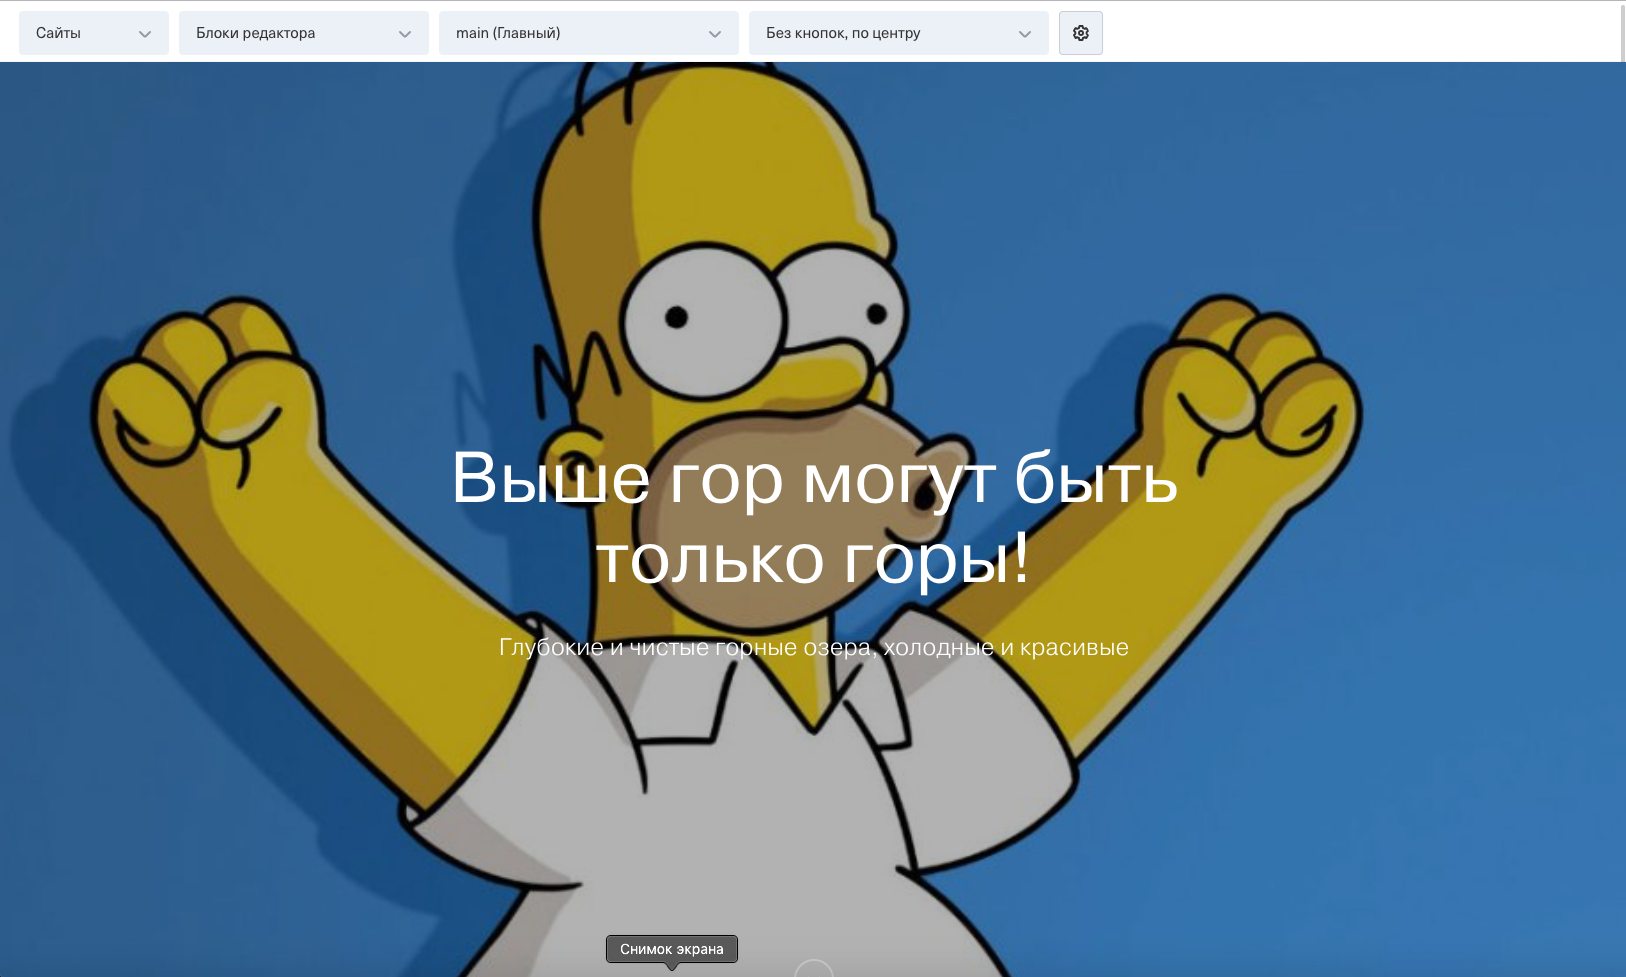 Сайты
Блоки редактора
main (Главный)
Без кнопок, по центру
Выше гор могут быть
только горы!
Глубокие и чистые горные озера, холодные и красивые
Снимок экрана